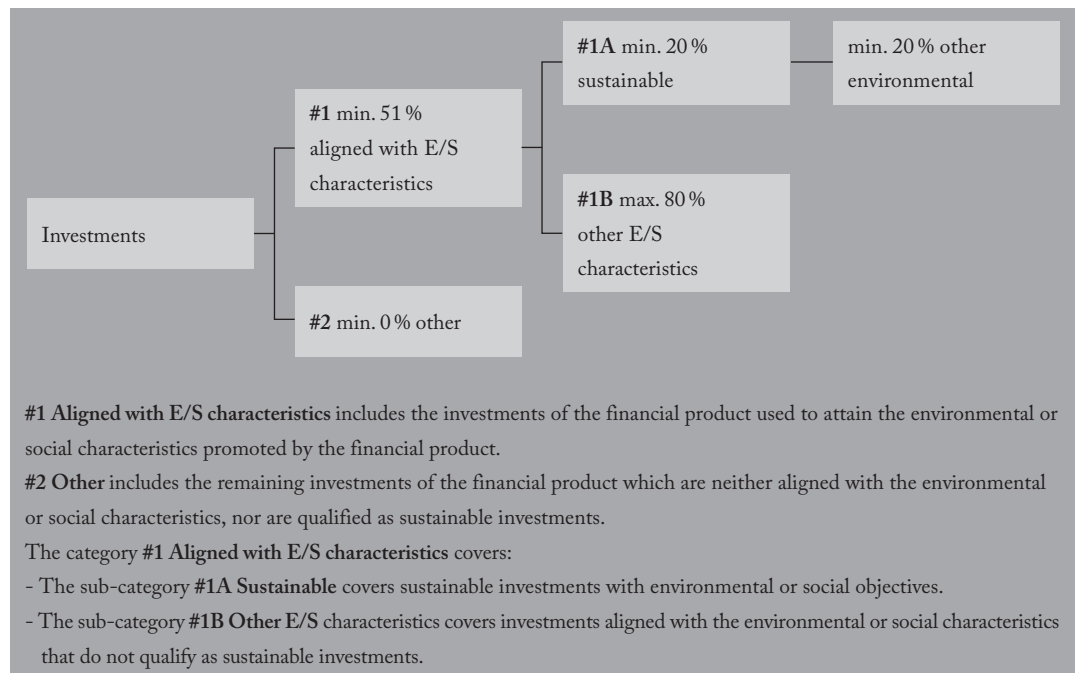 #1A min. 20 %
sustainable
min. 20 % other
environmental
#1 min. 51 %
aligned with E/S
characteristics
#1B max. 80 %
other E/S
characteristics
Investments
#2 min. 0 % other
#1 Aligned with E/S characteristics includes the investments of the financial product used to attain the environmental or
social characteristics promoted by the financial product.
#2 Other includes the remaining investments of the financial product which are neither aligned with the environmental
or social characteristics, nor are qualified as sustainable investments.
The category #1 Aligned with E/S characteristics covers:
- The sub-category #1A Sustainable covers sustainable investments with environmental or social objectives.
- The sub-category #1B Other E/S characteristics covers investments aligned with the environmental or social characteristics
that do not qualify as sustainable investments.